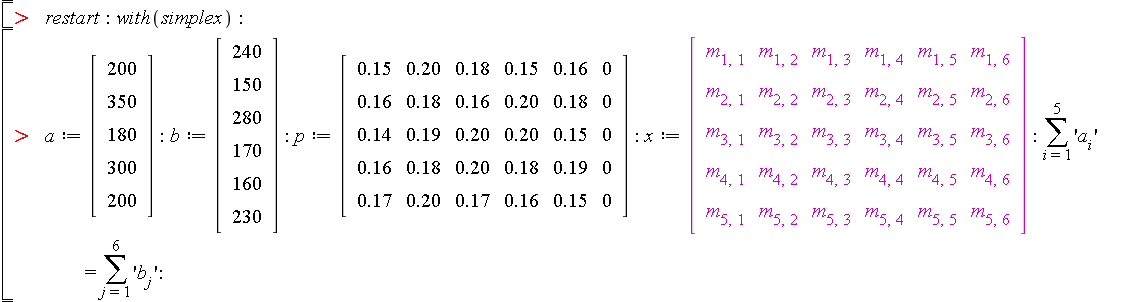 > restart : with(simplex) :
> a := [200 350 180 300 200] : b := [240 150 280 170 160 230] : p := [0.15 0.20 0.18 0.15 0.16 0; 0.16 0.18 0.16 0.20 0.18 0; 0.14 0.19 0.20 0.20 0.15 0; 0.16 0.18 0.20 0.18 0.19 0; 0.17 0.20 0.17 0.16 0.15 0] : x := [m1, 1 m1, 2 m1, 3 m1, 4 m1, 5 m1, 6; m2, 1 m2, 2 m2, 3 m2, 4 m2, 5 m2, 6; m3, 1 m3, 2 m3, 3 m3, 4 m3, 5 m3, 6; m4, 1 m4, 2 m4, 3 m4, 4 m4, 5 m4, 6; m5, 1 m5, 2 m5, 3 m5, 4 m5, 5 m5, 6] : ∑_{i = 1}^{5} 'a_i'
= ∑_{j = 1}^{6} 'b_j':